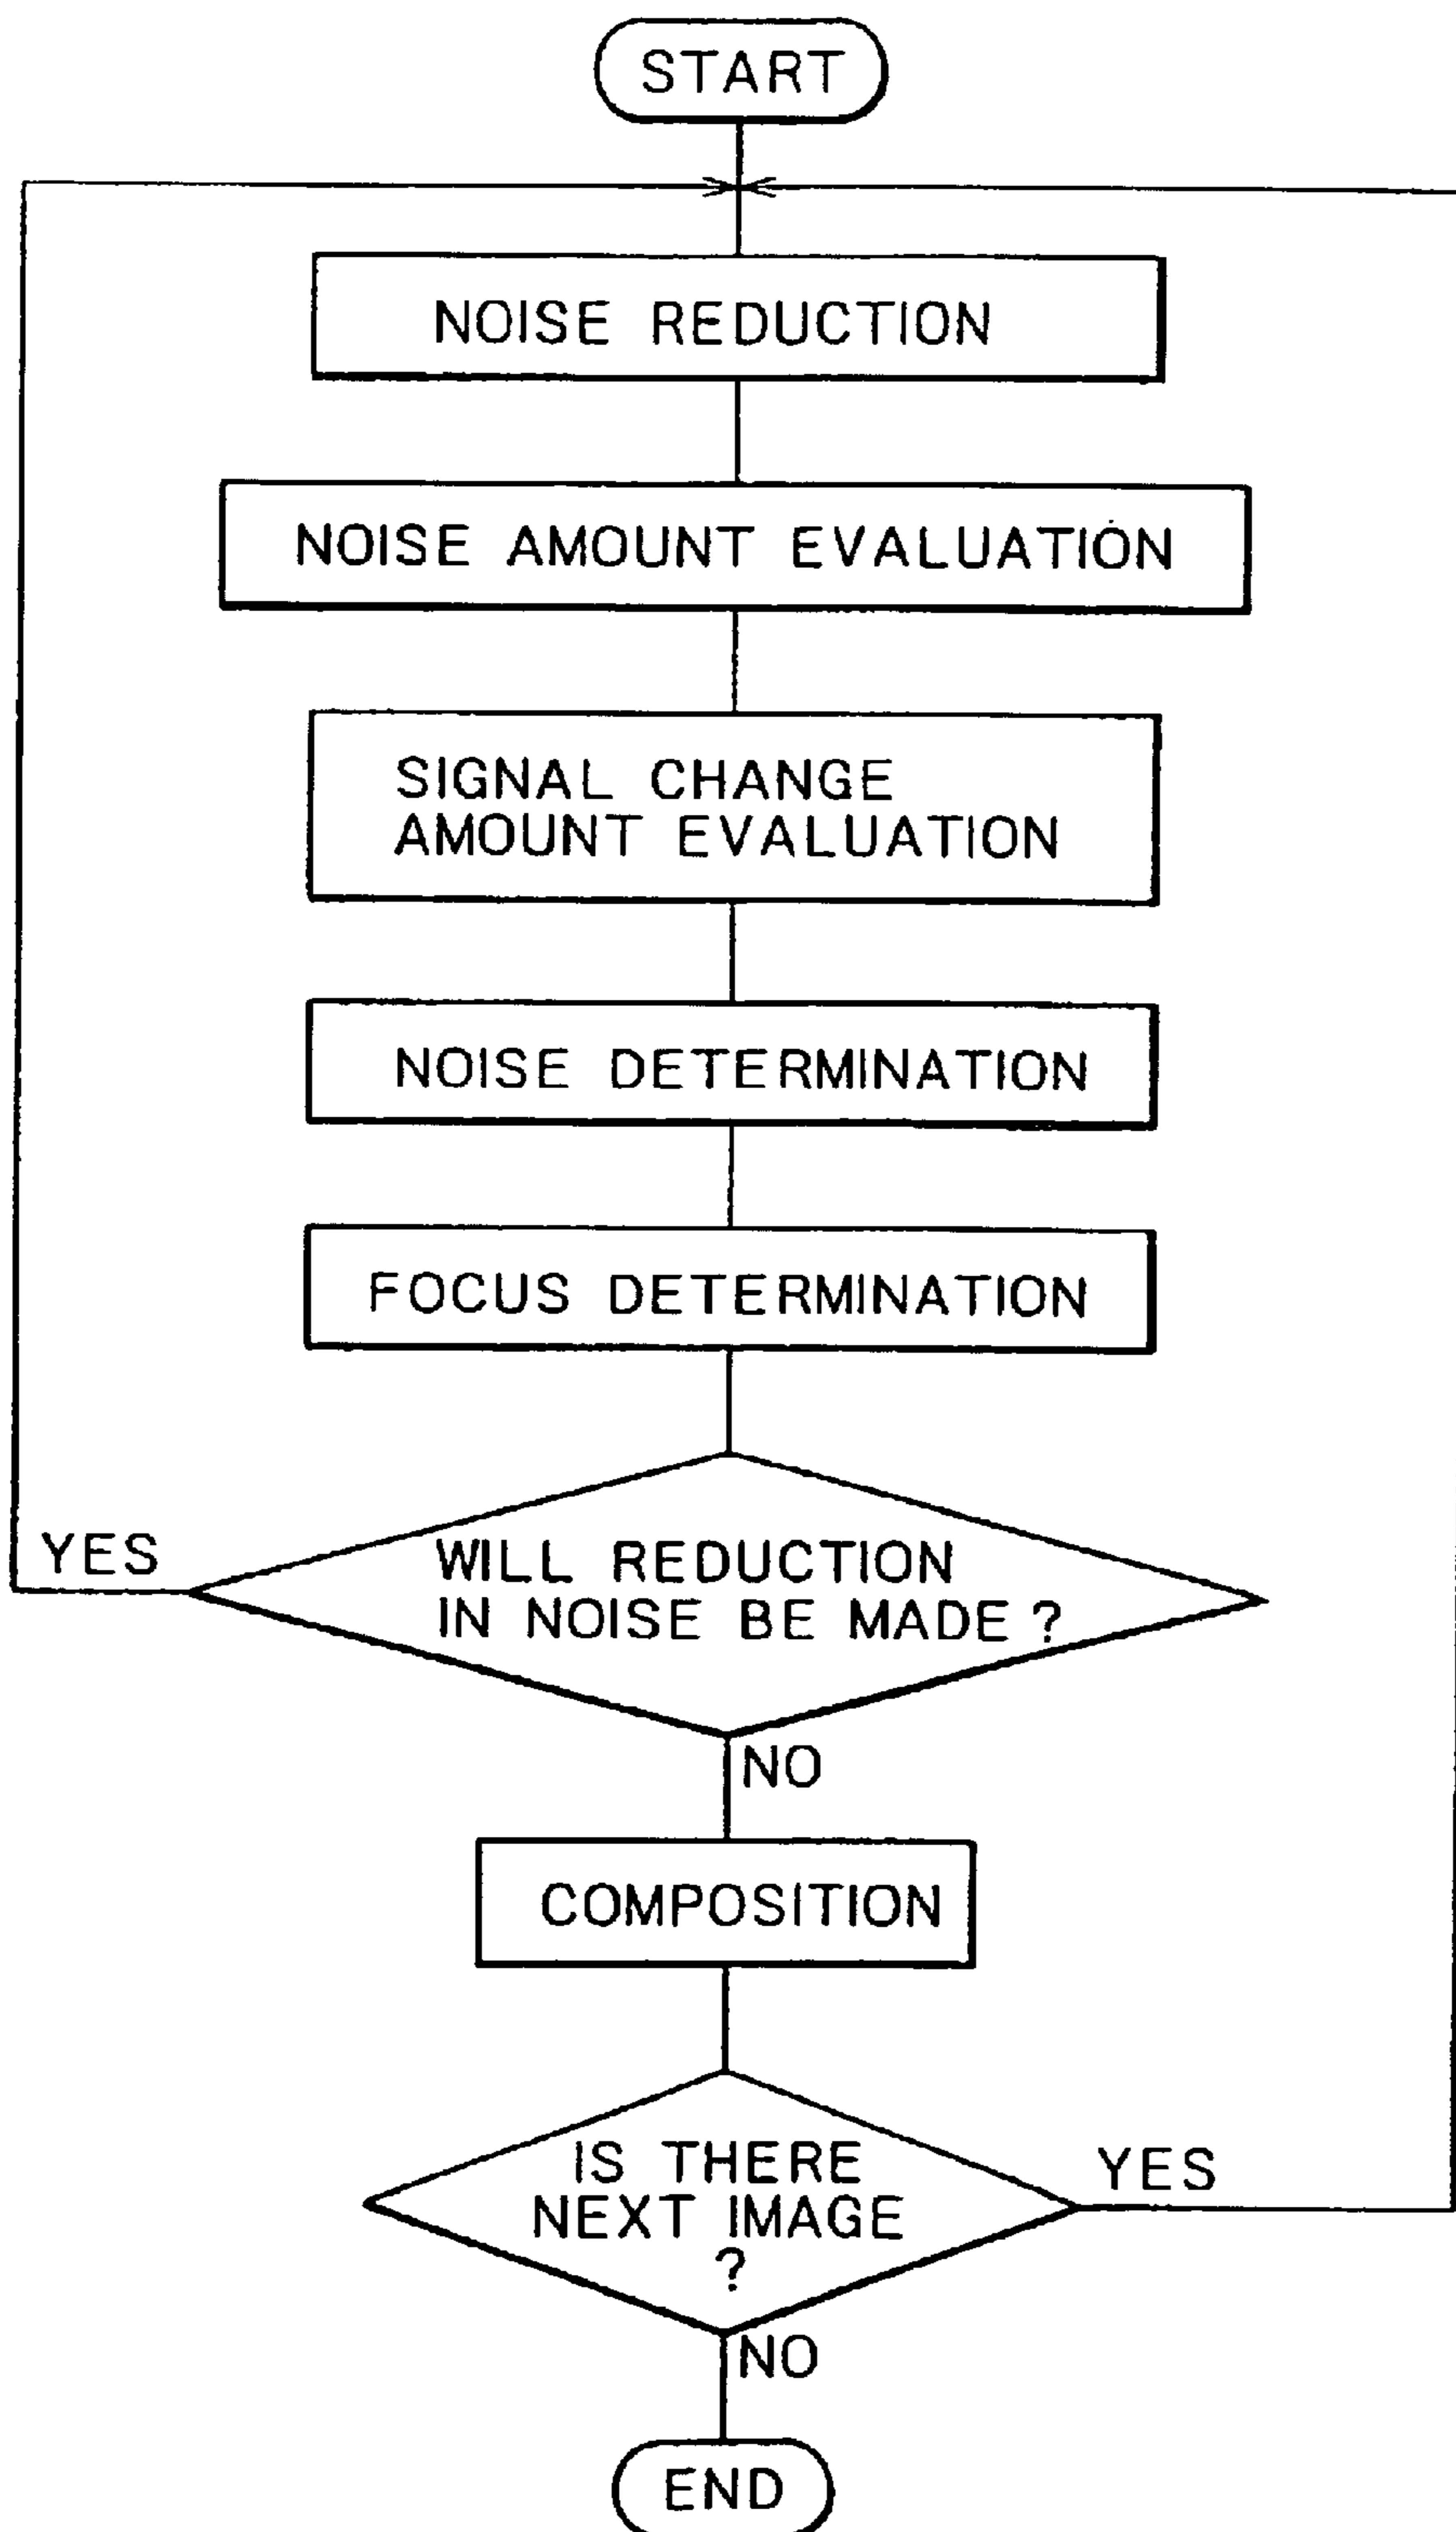 START
NOISE REDUCTION
NOISE AMOUNT EVALUATION
SIGNAL CHANGE
AMOUNT EVALUATION
NOISE DETERMINATION
FOCUS DETERMINATION
YES
WILL REDUCTION
IN NOISE BE MADE ?
NO
COMPOSITION
IS THERE
NEXT IMAGE
?
YES
NO
END